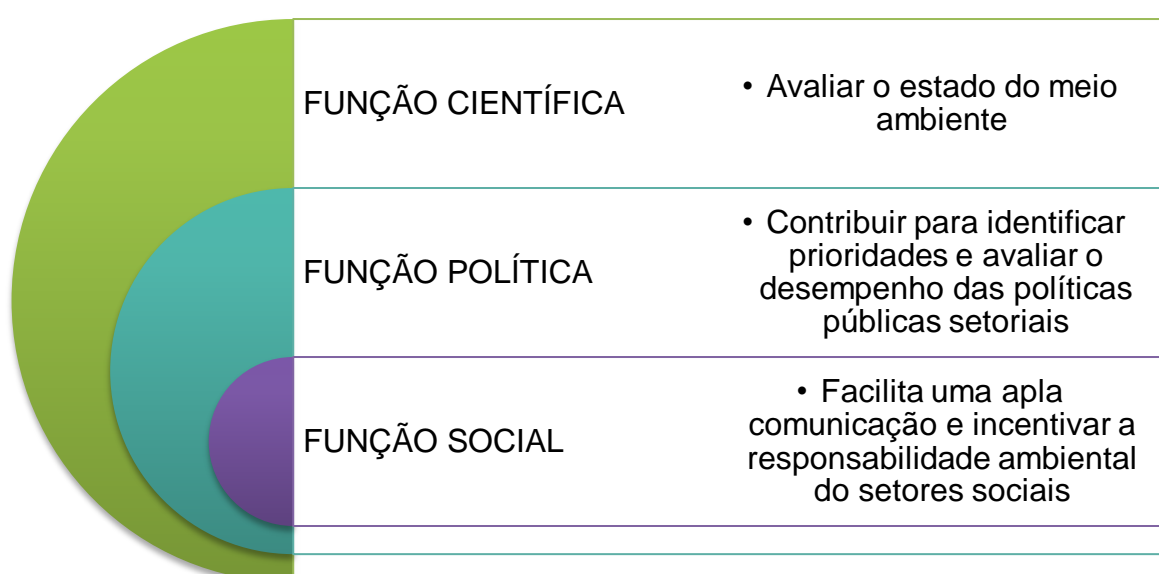 FUNÇÃO CIENTÍFICA
• Avaliar o estado do meio
ambiente
FUNÇÃO POLÍTICA
• Contribuir para identificar
prioridades e avaliar o
desempenho das políticas
públicas setoriais
FUNÇÃO SOCIAL
• Facilita uma apla
comunicação e incentivar a
responsabilidade ambiental
do setores sociais